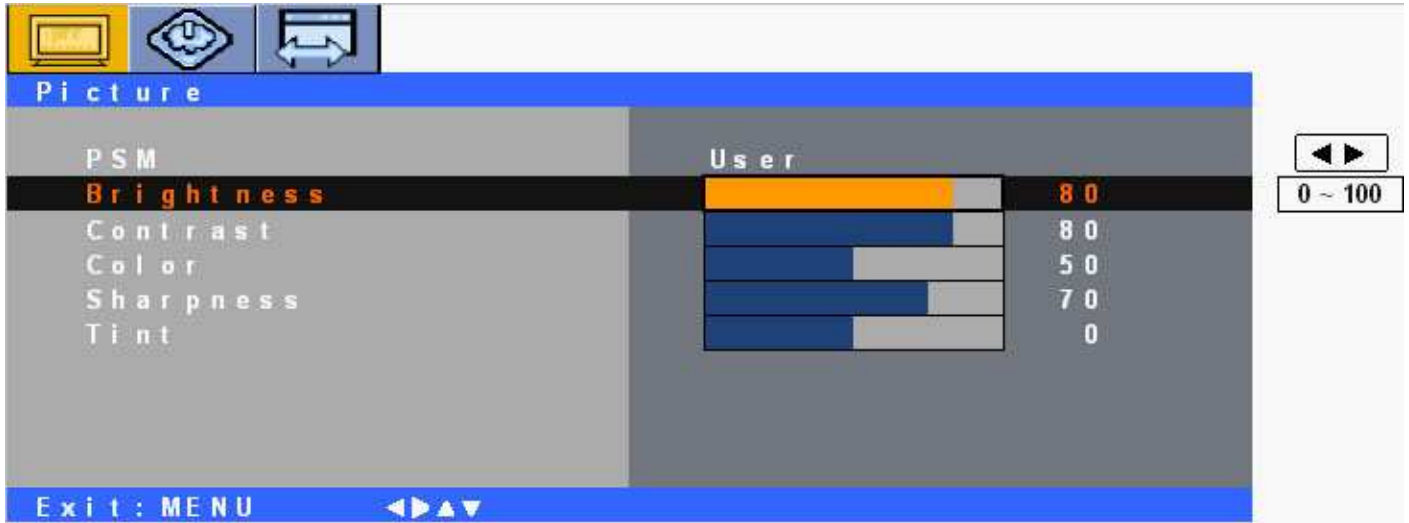 Picture
PSM User
Brightness 80
0 ~ 100
Contrast 80
Color 50
Sharpness 70
Tint 0
Exit: MENU ◀▶▲▼